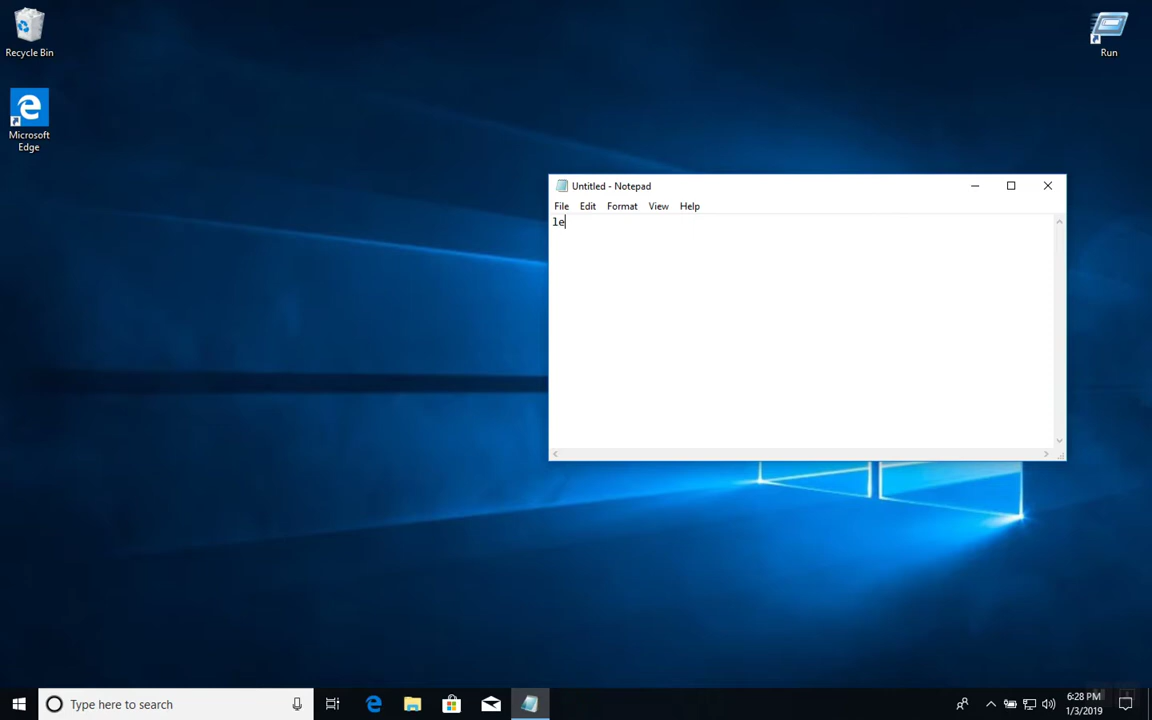 Recycle Bin
Run
Microsoft
Edge
Untitled - Notepad
File Edit Format View Help
le
Type here to search
6:28 PM
1/3/2019